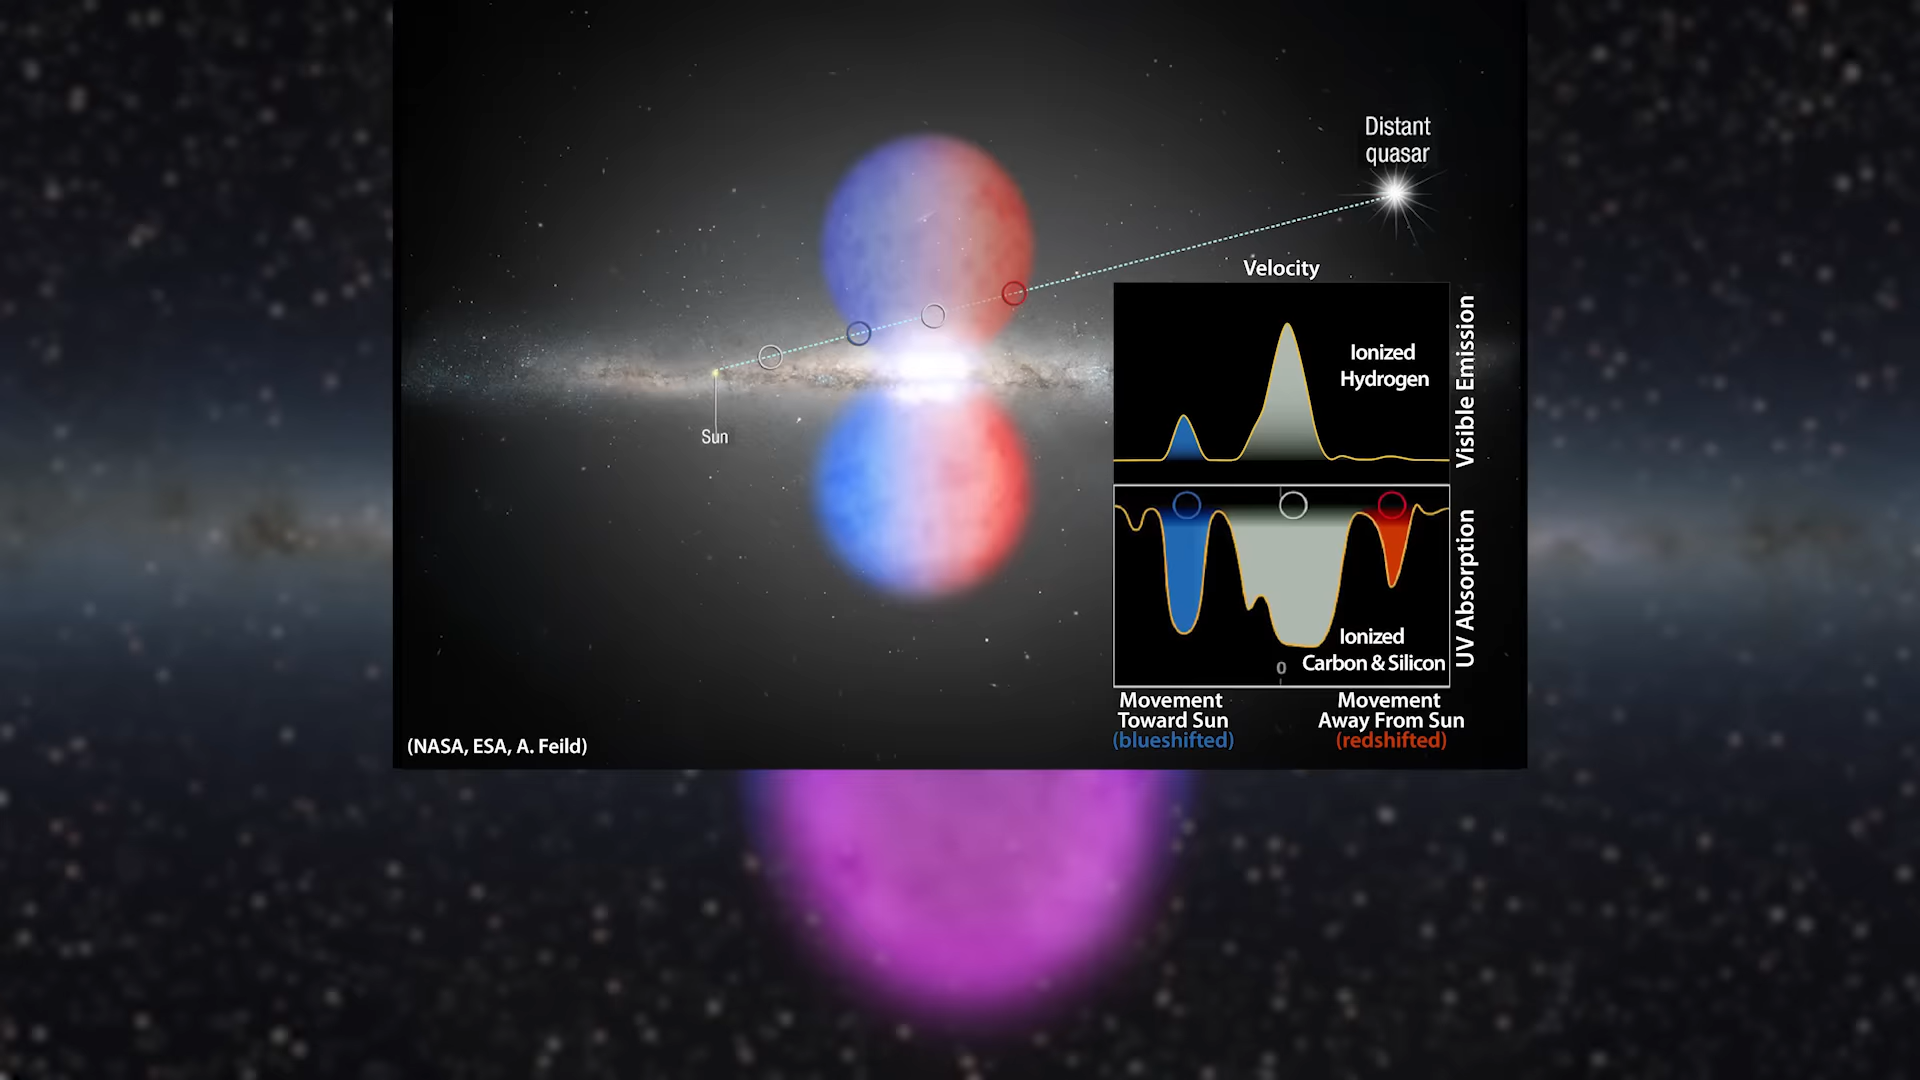 Distant
quasar
Velocity
Ionized
Hydrogen
Visible Emission
Sun
UV Absorption
Ionized
0 Carbon & Silicon
Movement
Toward Sun
(blueshifted)
Movement
Away From Sun
(redshifted)
(NASA, ESA, A. Feild)